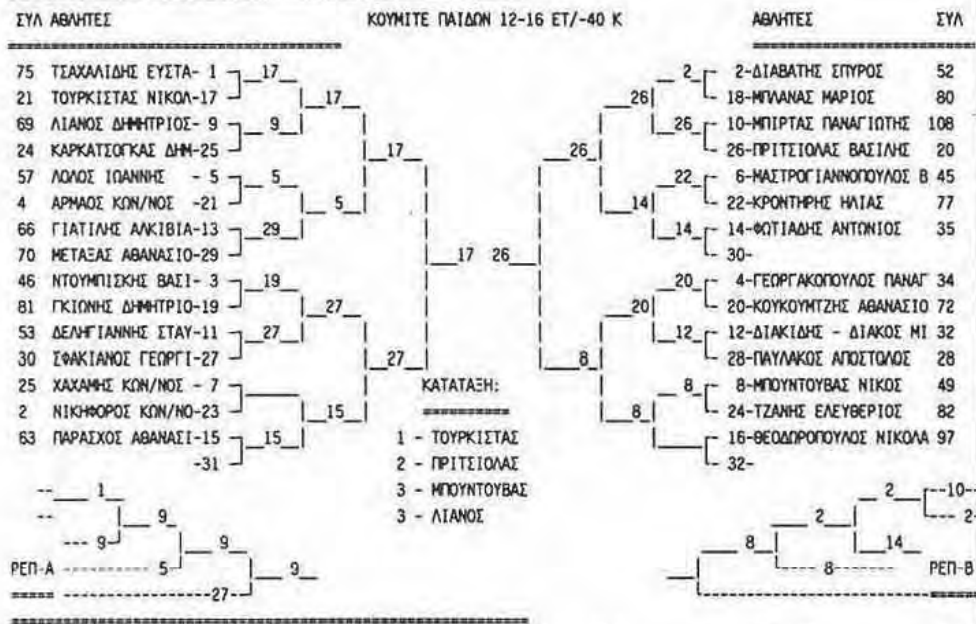 ΣΥΛ ΑΘΛΗΤΕΣ ΚΟΥΜΙΤΕ ΠΑΙΔΩΝ 12-16 ΕΤ/-40 Κ ΑΘΛΗΤΕΣ ΣΥΛ
75 ΤΣΑΧΑΛΙΔΗΣ ΕΥΣΤΑ- 1 17 2 2-ΔΙΑΒΑΤΗΣ ΣΠΥΡΟΣ 52
21 ΤΟΥΡΚΙΣΤΑΣ ΝΙΚΟΛ-17 17 26 18-ΜΠΛΑΝΑΣ ΜΑΡΙΟΣ 80
69 ΛΙΑΝΟΣ ΔΗΜΗΤΡΙΟΣ- 9 9 26 10-ΜΠΙΡΤΑΣ ΠΑΝΑΓΙΩΤΗΣ 108
24 ΚΑΡΚΑΤΣΟΓΚΑΣ ΔΗΜ-25 17 26 26-ΠΡΙΤΣΙΟΛΑΣ ΒΑΣΙΛΗΣ 20
57 ΛΟΛΟΣ ΙΩΑΝΝΗΣ - 5 5 22 6-ΜΑΣΤΡΟΓΙΑΝΝΟΠΟΥΛΟΣ Β 45
4 ΑΡΜΑΟΣ ΚΩΝ/ΝΟΣ -21 5 14 22-ΚΡΟΝΤΗΡΗΣ ΗΛΙΑΣ 77
66 ΓΙΑΤΙΛΗΣ ΑΛΚΙΒΙΑ-13 29 14 14-ΦΩΤΙΑΔΗΣ ΑΝΤΩΝΙΟΣ 35
70 ΜΕΤΑΞΑΣ ΑΘΑΝΑΣΙΟ-29 17 26 30-
46 ΝΤΟΥΜΠΙΣΚΗΣ ΒΑΣΙ- 3 19 20 4-ΓΕΩΡΓΑΚΟΠΟΥΛΟΣ ΠΑΝΑΓ 34
81 ΓΚΙΩΝΗΣ ΔΗΜΗΤΡΙΟ-19 27 20 20-ΚΟΥΚΟΥΜΤΖΗΣ ΑΘΑΝΑΣΙΟ 72
53 ΔΕΛΗΓΙΑΝΝΗΣ ΣΤΑΥ-11 27 12 12-ΔΙΑΚΙΔΗΣ - ΔΙΑΚΟΣ ΜΙ 32
30 ΣΦΑΚΙΑΝΟΣ ΓΕΩΡΓΙ-27 27 8 28-ΠΑΥΛΑΚΟΣ ΑΠΟΣΤΟΛΟΣ 28
25 ΧΑΧΑΜΗΣ ΚΩΝ/ΝΟΣ - 7 ΚΑΤΑΤΑΞΗ: 8 8-ΜΠΟΥΝΤΟΥΒΑΣ ΝΙΚΟΣ 49
2 ΝΙΚΗΦΟΡΟΣ ΚΩΝ/ΝΟ-23 15 8 24-ΤΖΑΝΗΣ ΕΛΕΥΘΕΡΙΟΣ 82
63 ΠΑΡΑΣΧΟΣ ΑΘΑΝΑΣΙ-15 15 1 - ΤΟΥΡΚΙΣΤΑΣ 16-ΘΕΟΔΩΡΟΠΟΥΛΟΣ ΝΙΚΟΛΑ 97
-31 2 - ΠΡΙΤΣΙΟΛΑΣ 32-
3 - ΜΠΟΥΝΤΟΥΒΑΣ
3 - ΛΙΑΝΟΣ
1 2 10
9 2 2
9 9 8 14
ΡΕΠ-Α 5 9 8 ΡΕΠ-Β
27